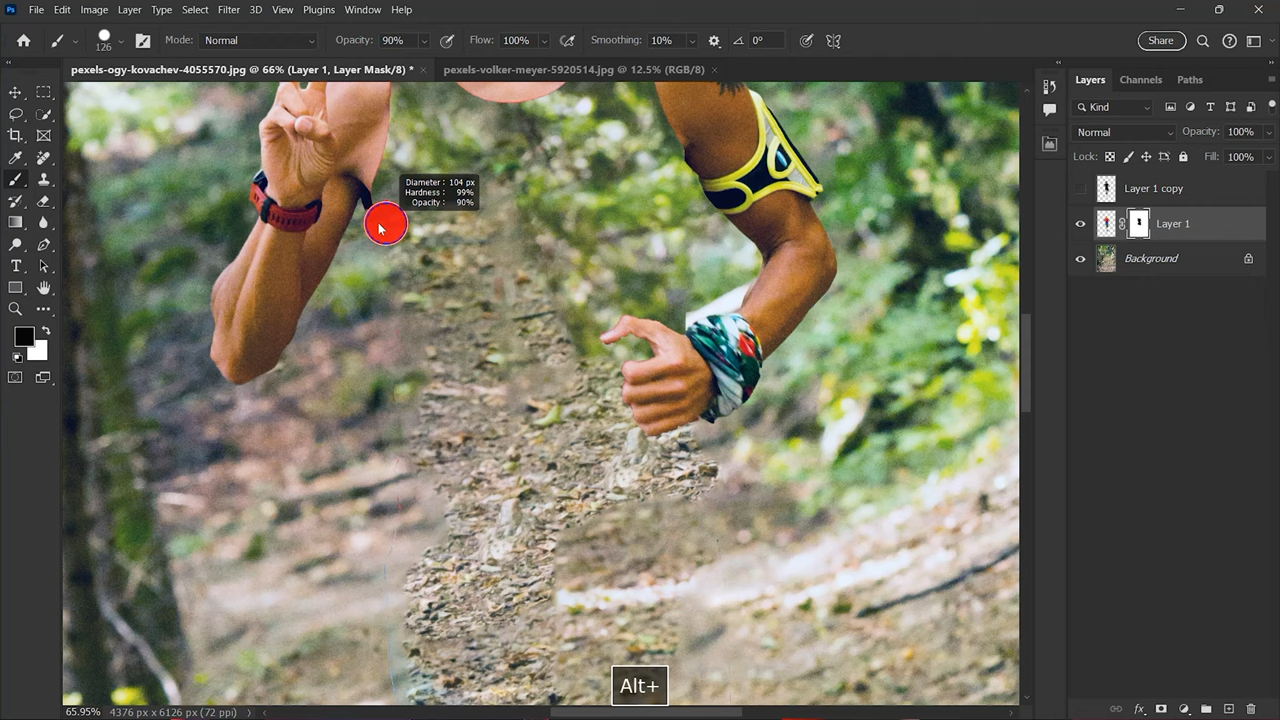 Ps File Edit Image Layer Type Select Filter 3D View Plugins Window Help
126 Mode: Normal Opacity: 90% Flow: 100% Smoothing: 10% 0° Share
pexels-ogy-kovachev-4055570.jpg @ 66% (Layer 1, Layer Mask/8) * × pexels-volker-meyer-5920514.jpg @ 12.5% (RGB/8) ×
Layers Channels Paths
Kind
Normal Opacity: 100%
Lock: Fill: 100%
Layer 1 copy
Layer 1
Background
Diameter: 104 px
Hardness: 99%
Opacity: 90%
Alt+
65.95% 4376 px x 6126 px (72 ppi)
fx